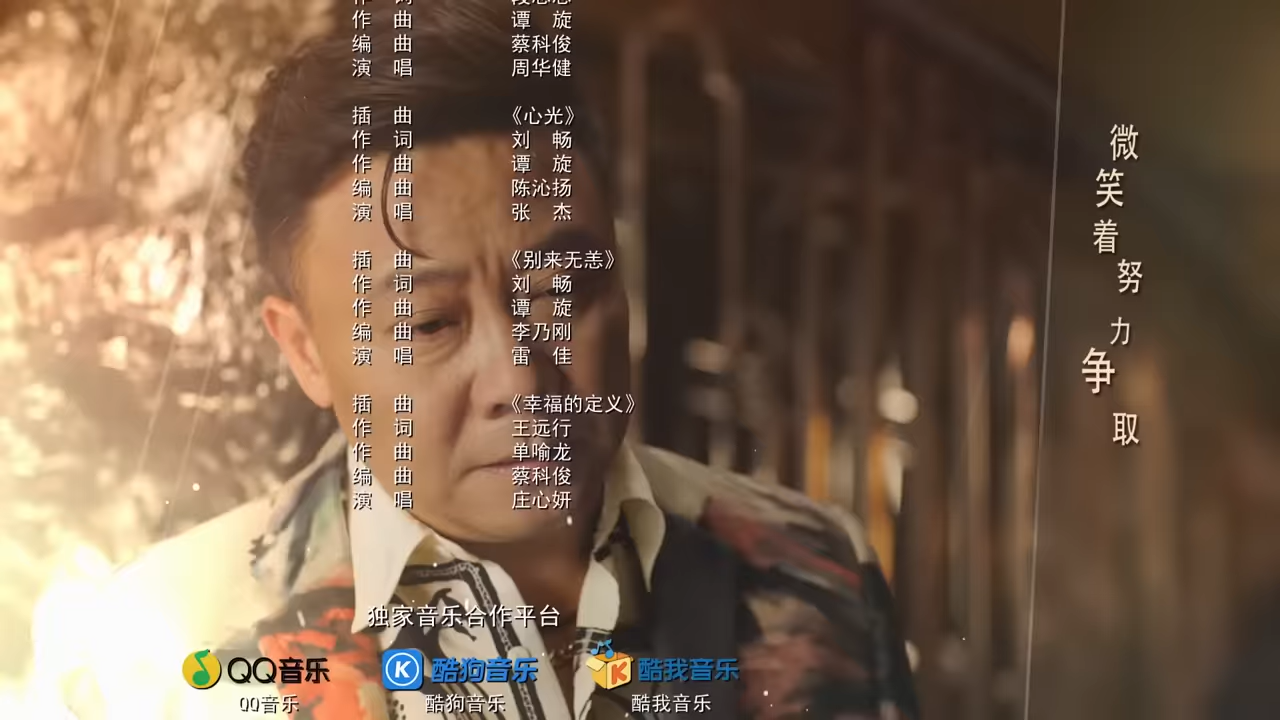 作 曲 谭 旋
编 曲 蔡科俊
演 唱 周华健
插 曲 《心光》
作 词 刘 畅
作 曲 谭 旋
编 曲 陈沁扬
演 唱 张 杰
插 曲 《别来无恙》
作 词 刘 畅
作 曲 谭 旋
编 曲 李乃刚
演 唱 雷 佳
插 曲 《幸福的定义》
作 词 王远行
作 曲 单喻龙
编 曲 蔡科俊
演 唱 庄心妍
独家音乐合作平台
QQ音乐 酷狗音乐 酷我音乐
QQ音乐 酷狗音乐 酷我音乐
微笑着努力争取